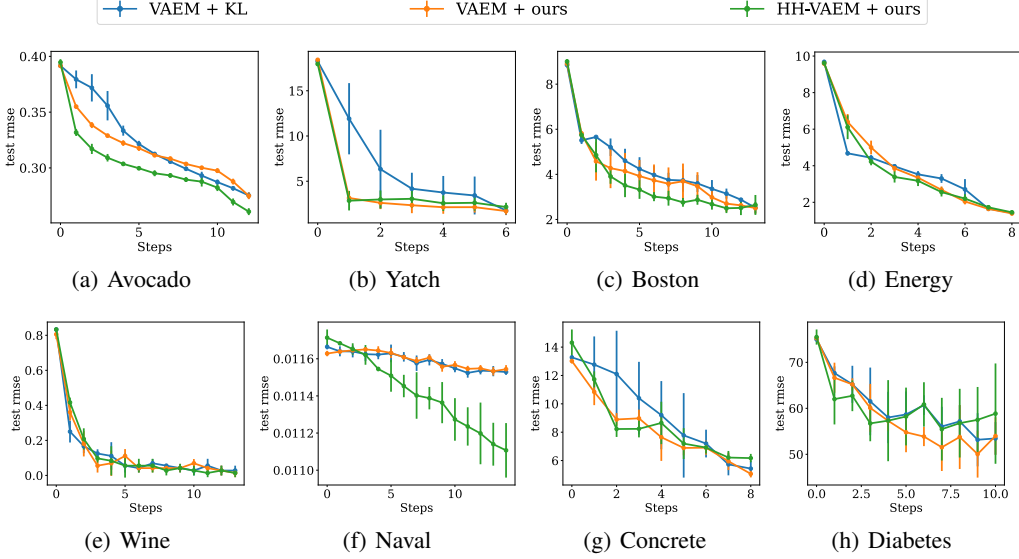 VAEM + KL VAEM + ours HH-VAEM + ours
0.40
0.35
0.30
test rmse
0 5 10
Steps
(a) Avocado
15
10
5
test rmse
0 2 4 6
Steps
(b) Yatch
8
6
4
2
test rmse
0 5 10
Steps
(c) Boston
10
8
6
4
2
test rmse
0 2 4 6 8
Steps
(d) Energy
0.8
0.6
0.4
0.2
0.0
test rmse
0 5 10
Steps
(e) Wine
0.0116
0.0114
0.0112
0.0110
test rmse
0 5 10
Steps
(f) Naval
14
12
10
8
6
test rmse
0 2 4 6 8
Steps
(g) Concrete
70
60
50
test rmse
0.0 2.5 5.0 7.5 10.0
Steps
(h) Diabetes